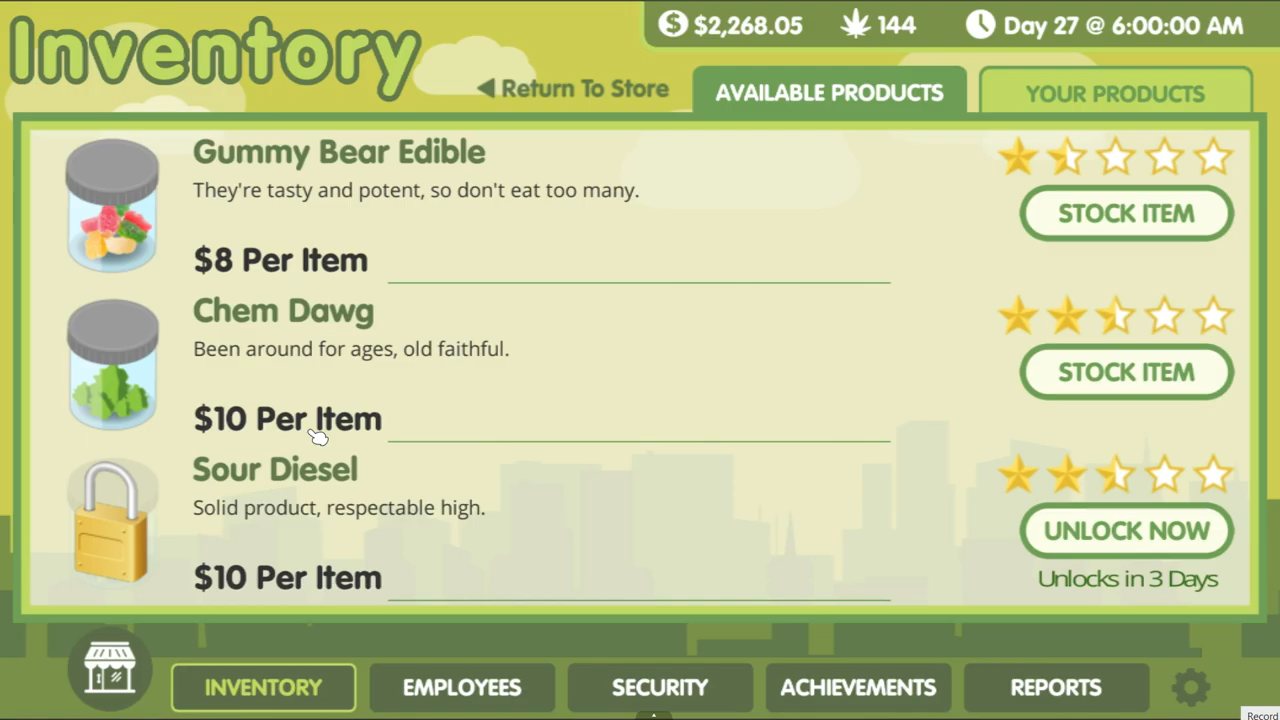 Inventory
$2,268.05
144
Day 27 @ 6:00:00 AM
Return To Store
AVAILABLE PRODUCTS
YOUR PRODUCTS
Gummy Bear Edible
They're tasty and potent, so don't eat too many.
$8 Per Item
STOCK ITEM
Chem Dawg
Been around for ages, old faithful.
$10 Per Item
STOCK ITEM
Sour Diesel
Solid product, respectable high.
$10 Per Item
UNLOCK NOW
Unlocks in 3 Days
INVENTORY
EMPLOYEES
SECURITY
ACHIEVEMENTS
REPORTS
Record